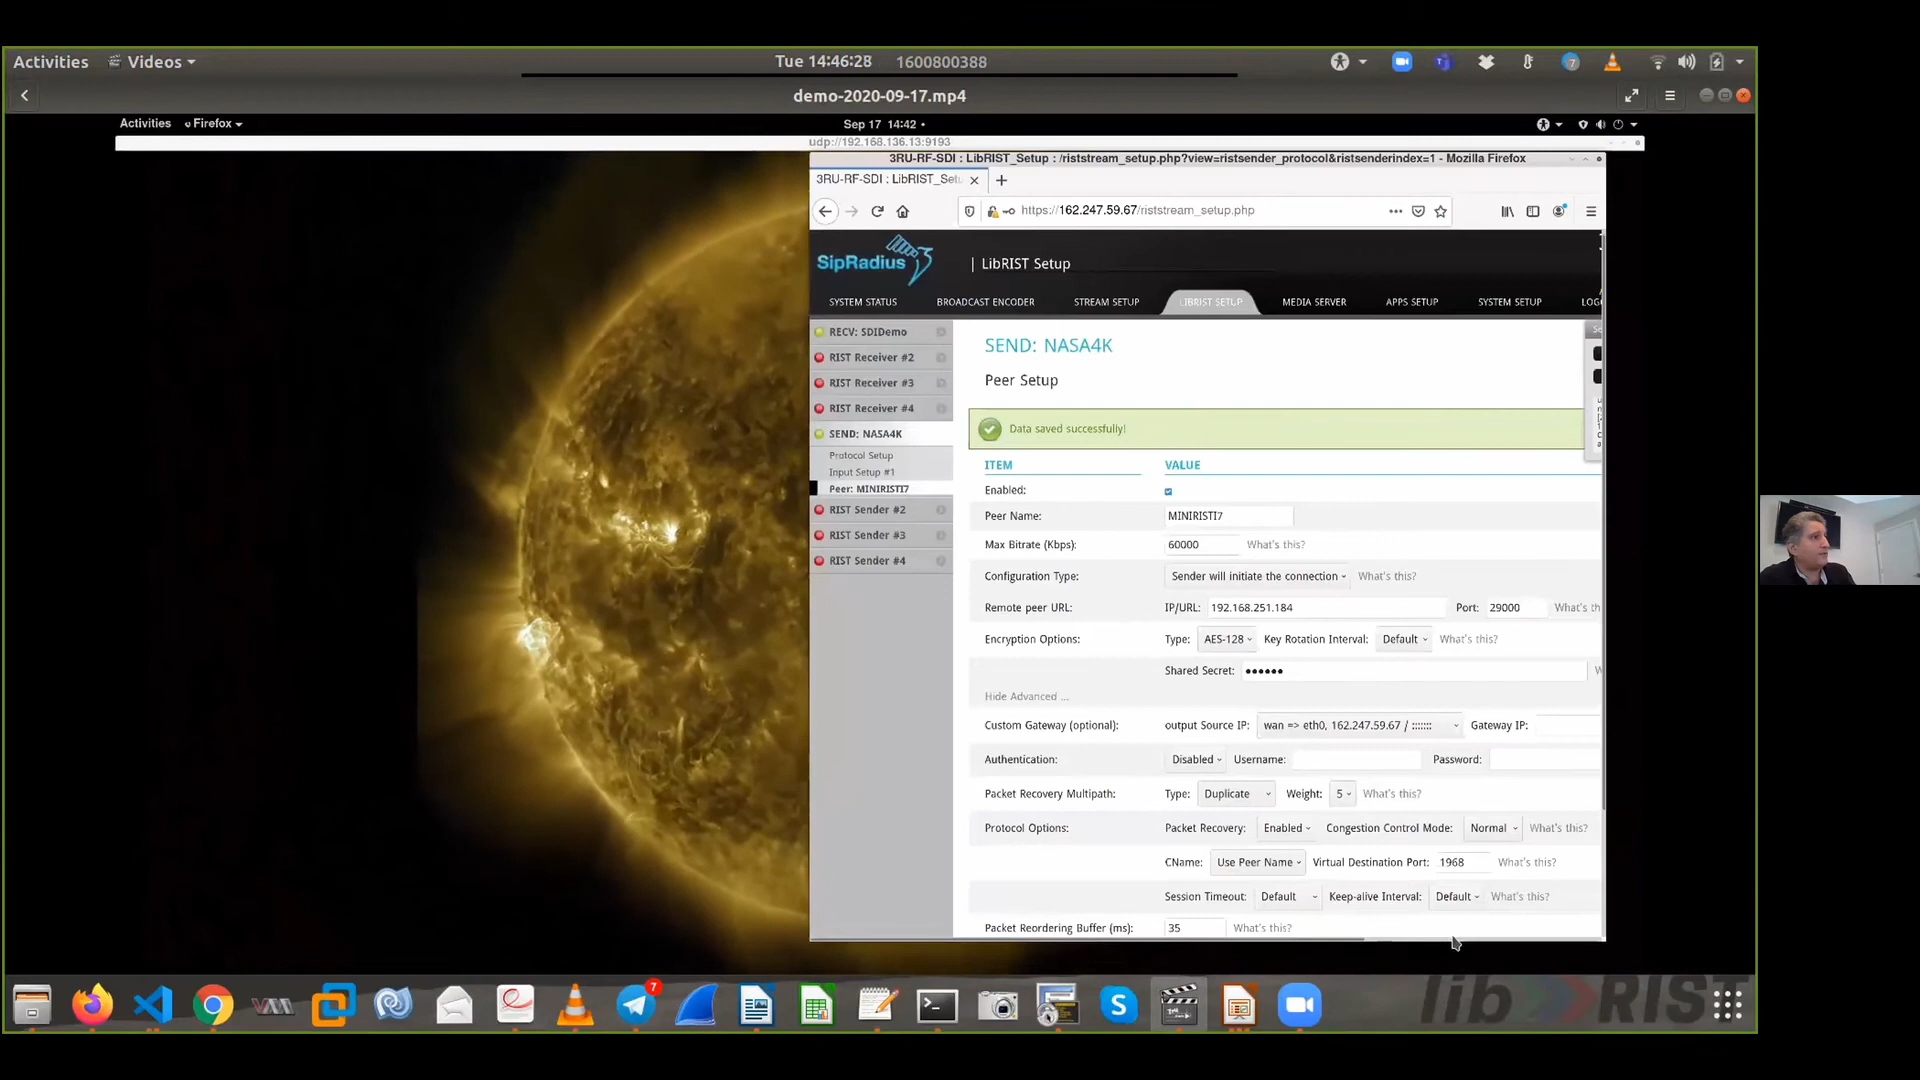 Activities Videos Tue 14:46:28 1600800388
demo-2020-09-17.mp4
Activities Firefox Sep 17 14:42
udp://192.168.136.13:9193
3RU-RF-SDI : LibRIST_Setup : /riststream_setup.php?view=ristsender_protocol&ristsenderindex=1 - Mozilla Firefox
3RU-RF-SDI : LibRIST_Setu
https://162.247.59.67/riststream_setup.php
SipRadius | LibRIST Setup
SYSTEM STATUS BROADCAST ENCODER STREAM SETUP LIBRIST SETUP MEDIA SERVER APPS SETUP SYSTEM SETUP LOG
RECV: SDIDemo
RIST Receiver #2
RIST Receiver #3
RIST Receiver #4
SEND: NASA4K
Protocol Setup
Input Setup #1
Peer: MINIRISTI7
RIST Sender #2
RIST Sender #3
RIST Sender #4
SEND: NASA4K
Peer Setup
Data saved successfully!
ITEM VALUE
Enabled:
Peer Name: MINIRISTI7
Max Bitrate (Kbps): 60000 What's this?
Configuration Type: Sender will initiate the connection What's this?
Remote peer URL: IP/URL: 192.168.251.184 Port: 29000 What's th
Encryption Options: Type: AES-128 Key Rotation Interval: Default What's this?
Shared Secret: ●●●●●●
Hide Advanced ...
Custom Gateway (optional): output Source IP: wan => eth0, 162.247.59.67 / ::::::: Gateway IP:
Authentication: Disabled Username: Password:
Packet Recovery Multipath: Type: Duplicate Weight: 5 What's this?
Protocol Options: Packet Recovery: Enabled Congestion Control Mode: Normal What's this?
CName: Use Peer Name Virtual Destination Port: 1968 What's this?
Session Timeout: Default Keep-alive Interval: Default What's this?
Packet Reordering Buffer (ms): 35 What's this?
7
lib RIST